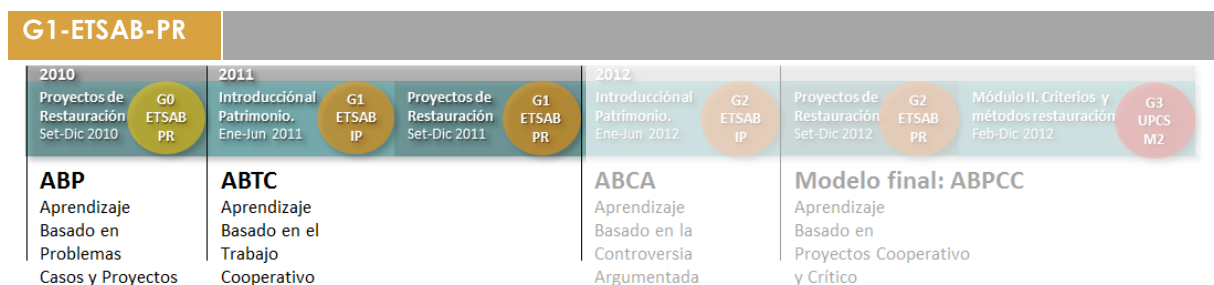 G1-ETSAB-PR
2010
Proyectos de
Restauración
Set-Dic 2010
G0
ETSAB
PR
2011
Introducciónal
Patrimonio.
Ene-Jun 2011
G1
ETSAB
IP
Proyectos de
Restauración
Set-Dic 2011
G1
ETSAB
PR
2012
Introducciónal
Patrimonio.
Ene-Jun 2012
G2
ETSAB
IP
Proyectos de
Restauración
Set-Dic 2012
G2
ETSAB
PR
Módulo II. Criterios y
métodos restauración
Feb-Dic 2012
G3
UPCS
M2
ABP
Aprendizaje
Basado en
Problemas
Casos y Proyectos
ABTC
Aprendizaje
Basado en el
Trabajo
Cooperativo
ABCA
Aprendizaje
Basado en la
Controversia
Argumentada
Modelo final: ABPCC
Aprendizaje
Basado en
Proyectos Cooperativo
y Crítico